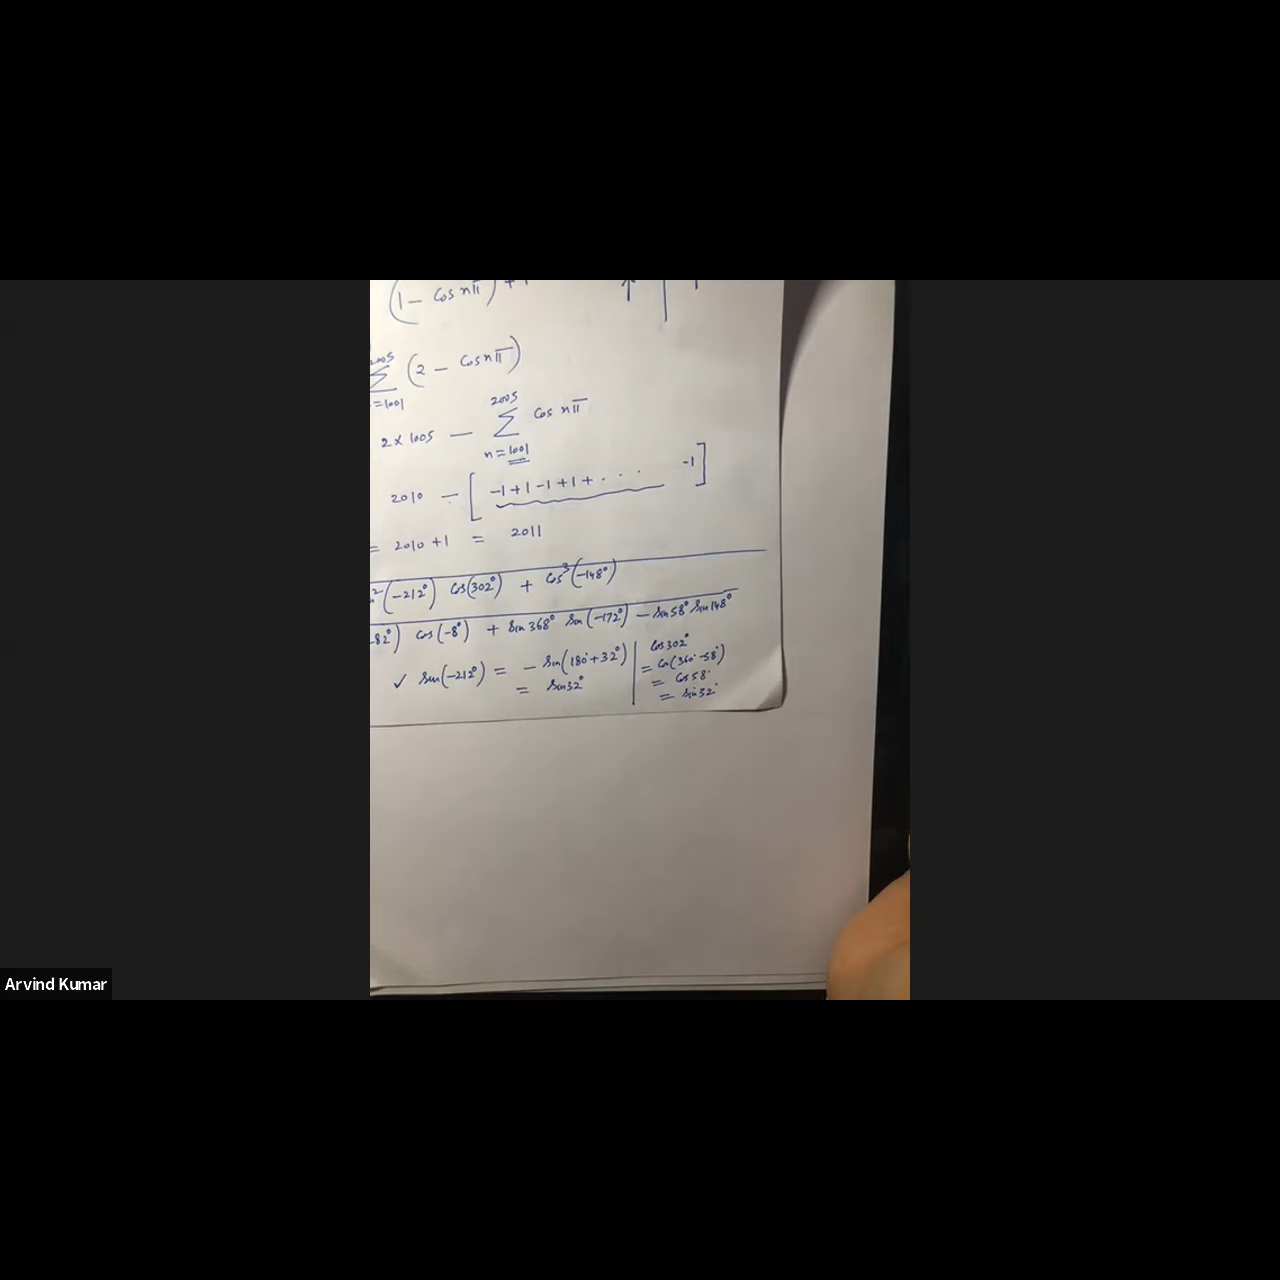 (1 - cos nπ) +
2005
∑ (2 - cos nπ)
=1001
2005
2 × 1005 - ∑ cos nπ
n = 1001
2010 - [ -1 + 1 - 1 + 1 + . . . -1 ]
= 2010 + 1 = 2011
²(-212°) cos(302°) + cos³(-148°)
-82°) cos(-8°) + sin 368° sin(-172°) - sin 58° sin 148°
✓ sin(-212°) = - sin(180° + 32°)
= sin 32°
cos 302°
= cos(360° - 58°)
= cos 58°
= sin 32°
Arvind Kumar